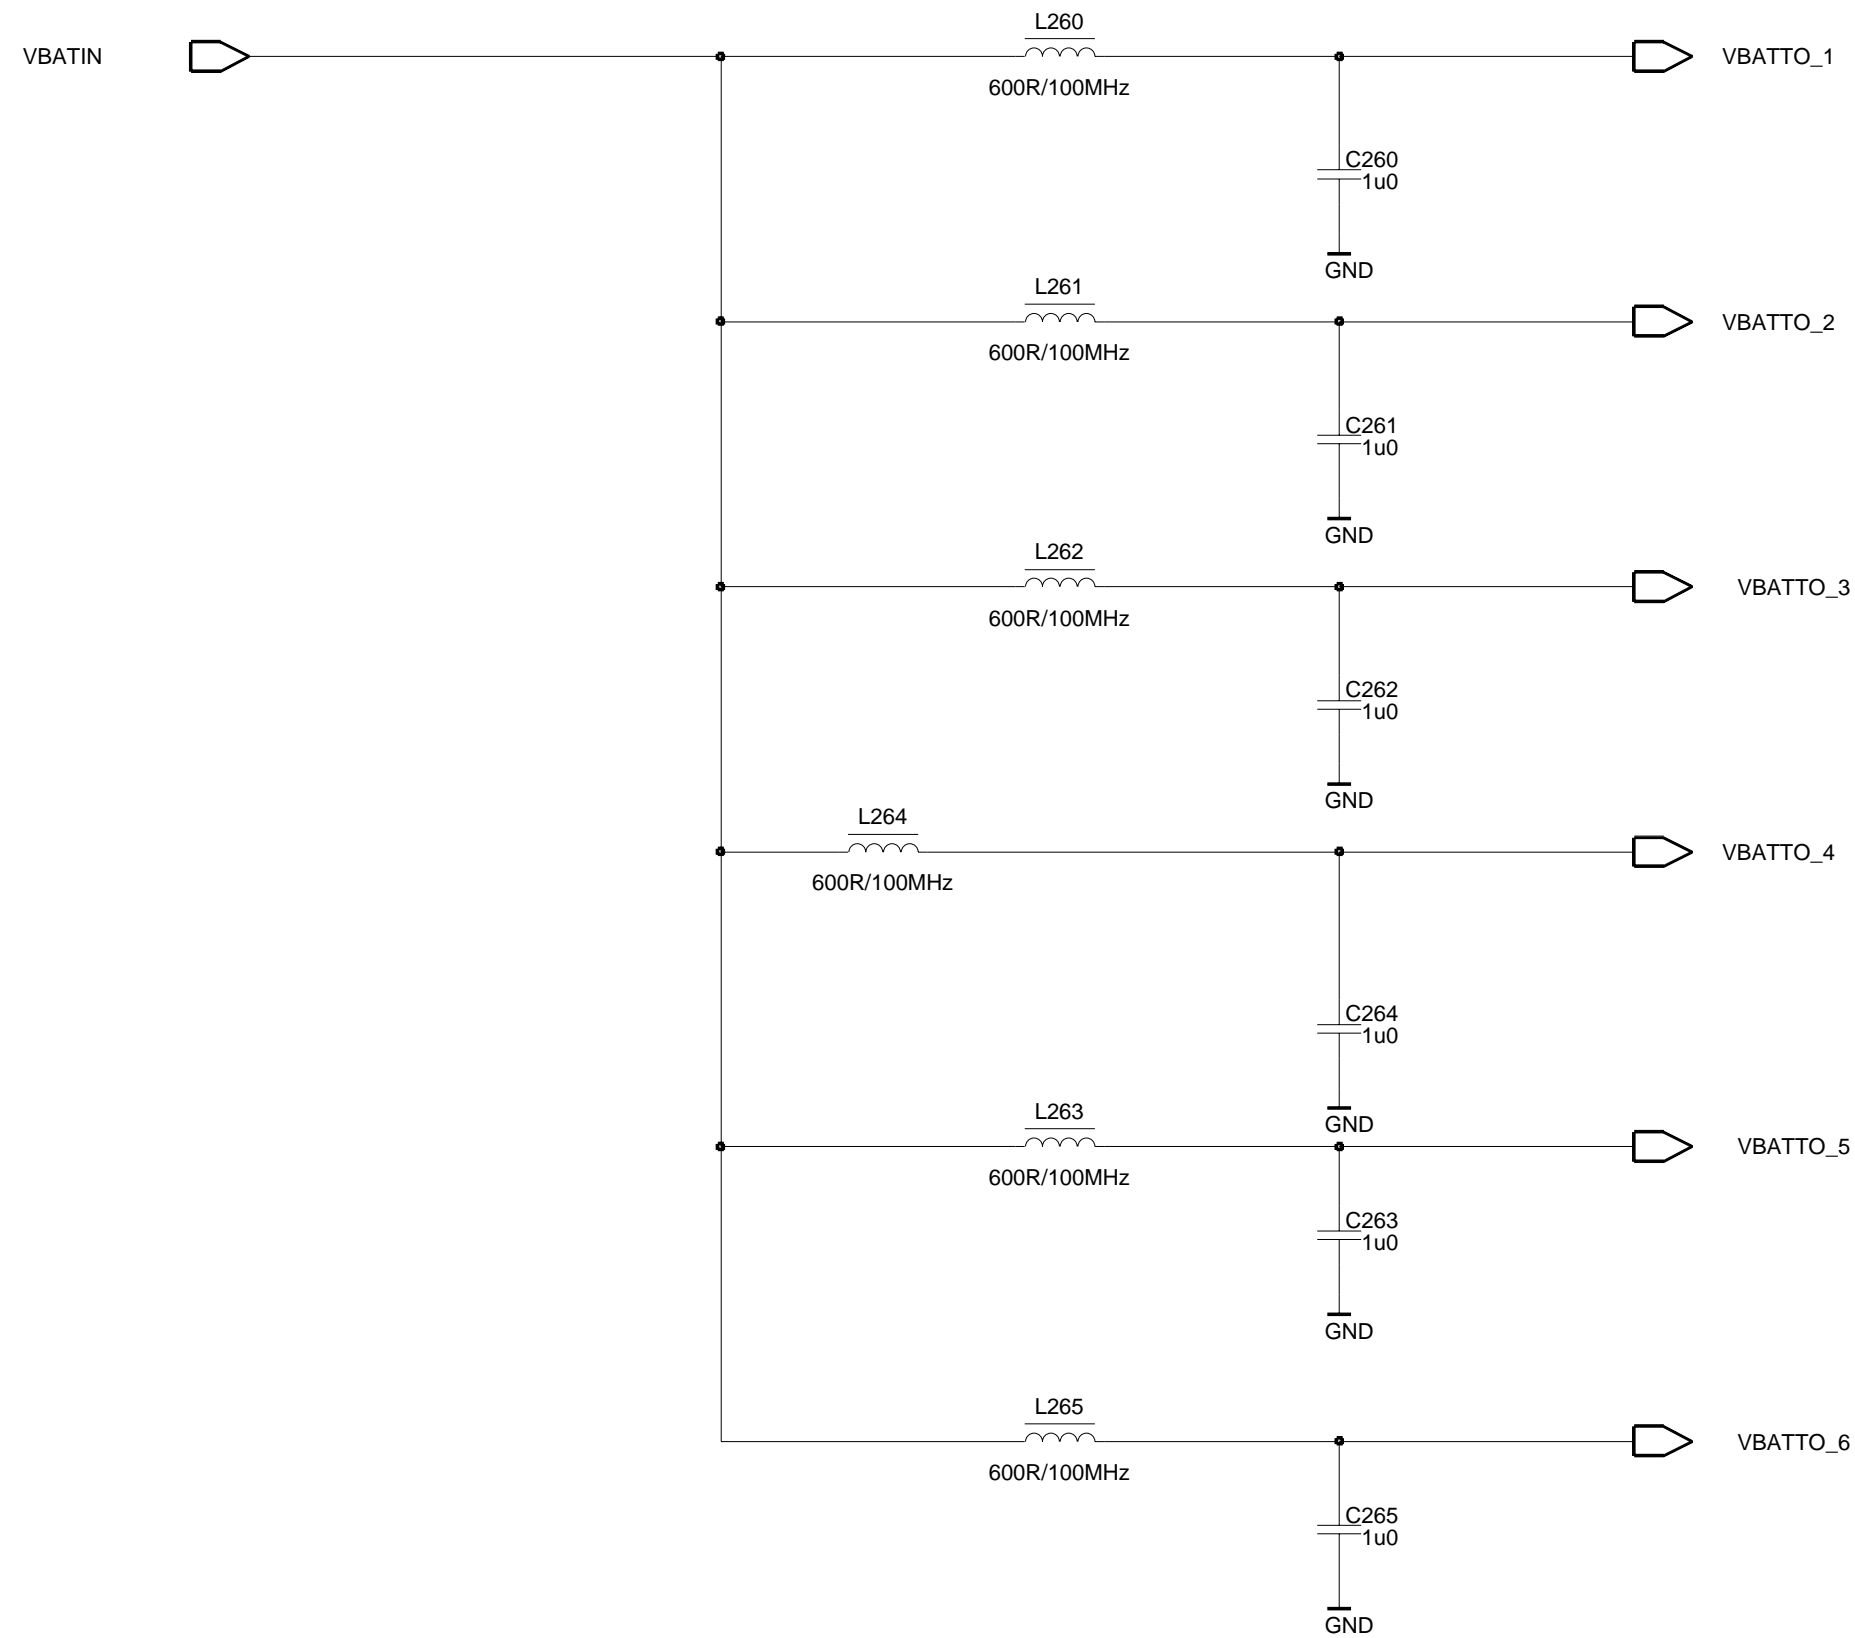 L260
VBATIN
VBATTO_1
600R/100MHz
C260
1u0
GND
L261
VBATTO_2
600R/100MHz
C261
1u0
GND
L262
VBATTO_3
600R/100MHz
C262
1u0
GND
L264
VBATTO_4
600R/100MHz
C264
1u0
GND
L263
VBATTO_5
600R/100MHz
C263
1u0
GND
L265
VBATTO_6
600R/100MHz
C265
1u0
GND